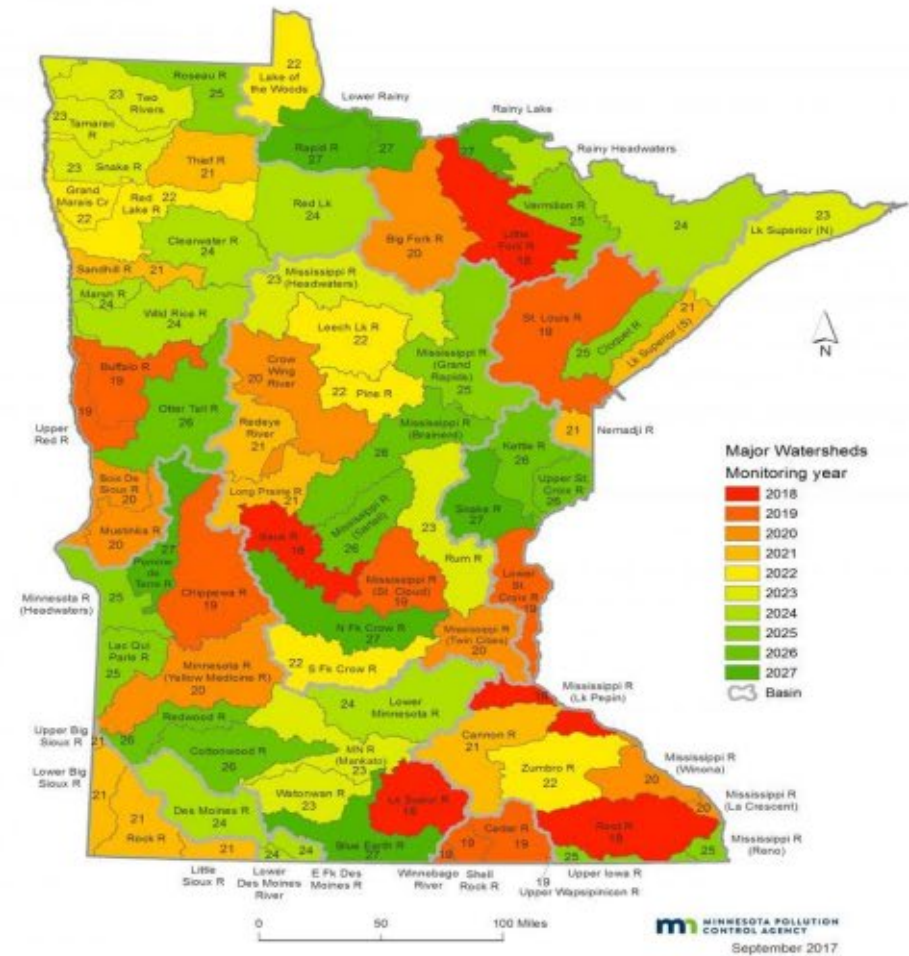 22
Lake of
the Woods
Roseau R
25
Lower Rainy
Rainy Lake
Rainy Headwaters
23
Two
Rivers
23
Tamarac
R
Rapid R
27
27
27
23
Snake R
Thief R
21
Grand
Marais Cr
22
Red
Lake R
22
Red Lk
24
Big Fork R
20
Little
Fork R
18
Vermilion R
25
24
23
Lk Superior (N)
Clearwater R
24
Sandhill R
21
23
Mississippi R
(Headwaters)
Marsh R
24
Wild Rice R
24
Leech Lk R
22
St. Louis R
19
25
Cloquet R
21
Lk Superior (S)
N
Buffalo R
19
19
Upper
Red R
Crow
Wing
River
20
22
Pine R
Mississippi R
(Grand
Rapids)
25
Otter Tail R
26
Redeye
River
21
Mississippi R
(Brainerd)
26
Kettle R
26
21
Nemadji R
Upper St.
Croix R
26
Bois De
Sioux R
20
Mustinka R
20
Long Prairie R
21
Mississippi R
(Sartell)
26
23
Rum R
Snake R
27
Sauk R
18
27
Pomme
de
Terre R
Chippewa R
19
Mississippi R
(St. Cloud)
19
Lower
St.
Croix R
19
Minnesota R
(Headwaters)
25
N Fk Crow R
27
Mississippi R
(Twin Cities)
20
Lac Qui
Parle R
25
Minnesota R
(Yellow Medicine R)
20
22
S Fk Crow R
24
Lower
Minnesota R
18
Mississippi R
(Lk Pepin)
Redwood R
26
Cottonwood R
26
MN R
(Mankato)
23
Cannon R
21
Zumbro R
22
Mississippi R
(Winona)
20
Upper Big
Sioux R
21
Lower Big
Sioux R
21
Watonwan R
23
Le Sueur R
18
Mississippi R
(La Crescent)
20
21
Rock R
Des Moines R
24
Blue Earth R
27
19
19
Cedar R
19
Root R
18
Mississippi R
(Reno)
25
21
Little
Sioux R
24
Lower
Des Moines
River
24
E Fk Des
Moines R
Winnebago
River
Shell
Rock R
19
Upper Wapsipinicon R
25
Upper Iowa R
Major Watersheds
Monitoring year
2018
2019
2020
2021
2022
2023
2024
2025
2026
2027
Basin
0
50
100 Miles
mn MINNESOTA POLLUTION
CONTROL AGENCY
September 2017